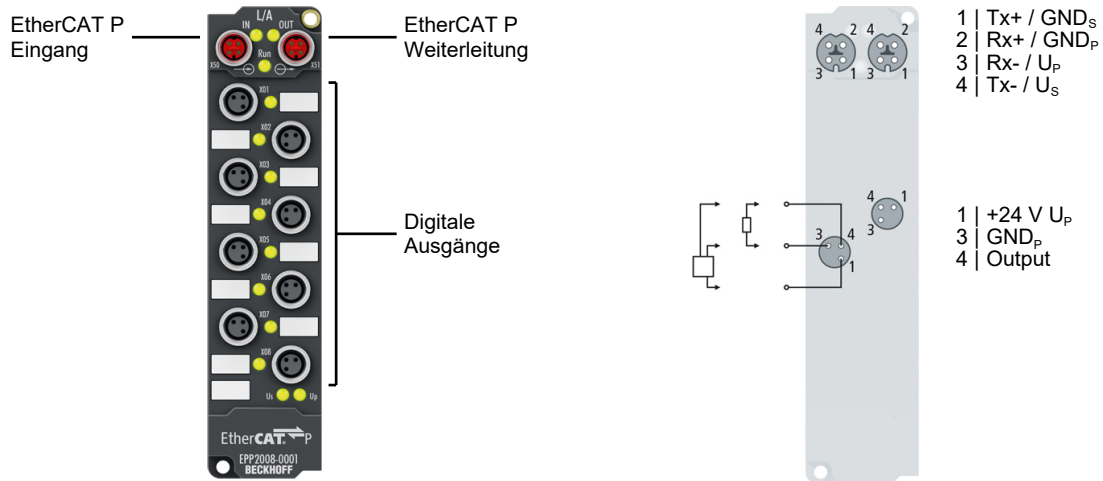 EtherCAT P
Eingang
L/A
IN OUT
EtherCAT P
Weiterleitung
Run
X50 X51
X01
X02
X03
X04
X05
X06
X07
X08
Us Up
Digitale
Ausgänge
EtherCAT® P
EPP2008-0001
BECKHOFF
4 2 4 2
3 1 3 1
1 | Tx+ / GNDS
2 | Rx+ / GNDP
3 | Rx- / UP
4 | Tx- / US
4 1
3
3 4
1
1 | +24 V UP
3 | GNDP
4 | Output